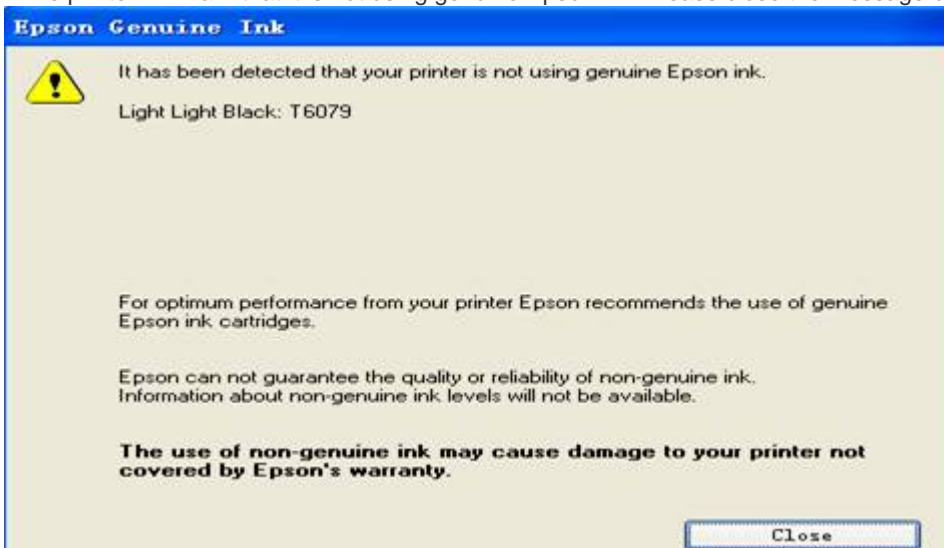 Epson Genuine Ink
It has been detected that your printer is not using genuine Epson ink.
Light Light Black: T6079
For optimum performance from your printer Epson recommends the use of genuine
Epson ink cartridges.
Epson can not guarantee the quality or reliability of non-genuine ink.
Information about non-genuine ink levels will not be available.
The use of non-genuine ink may cause damage to your printer not
covered by Epson's warranty.
Close